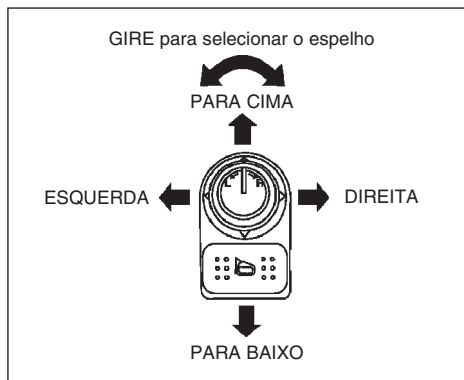 GIRE para selecionar o espelho
PARA CIMA
L R
ESQUERDA
DIREITA
PARA BAIXO